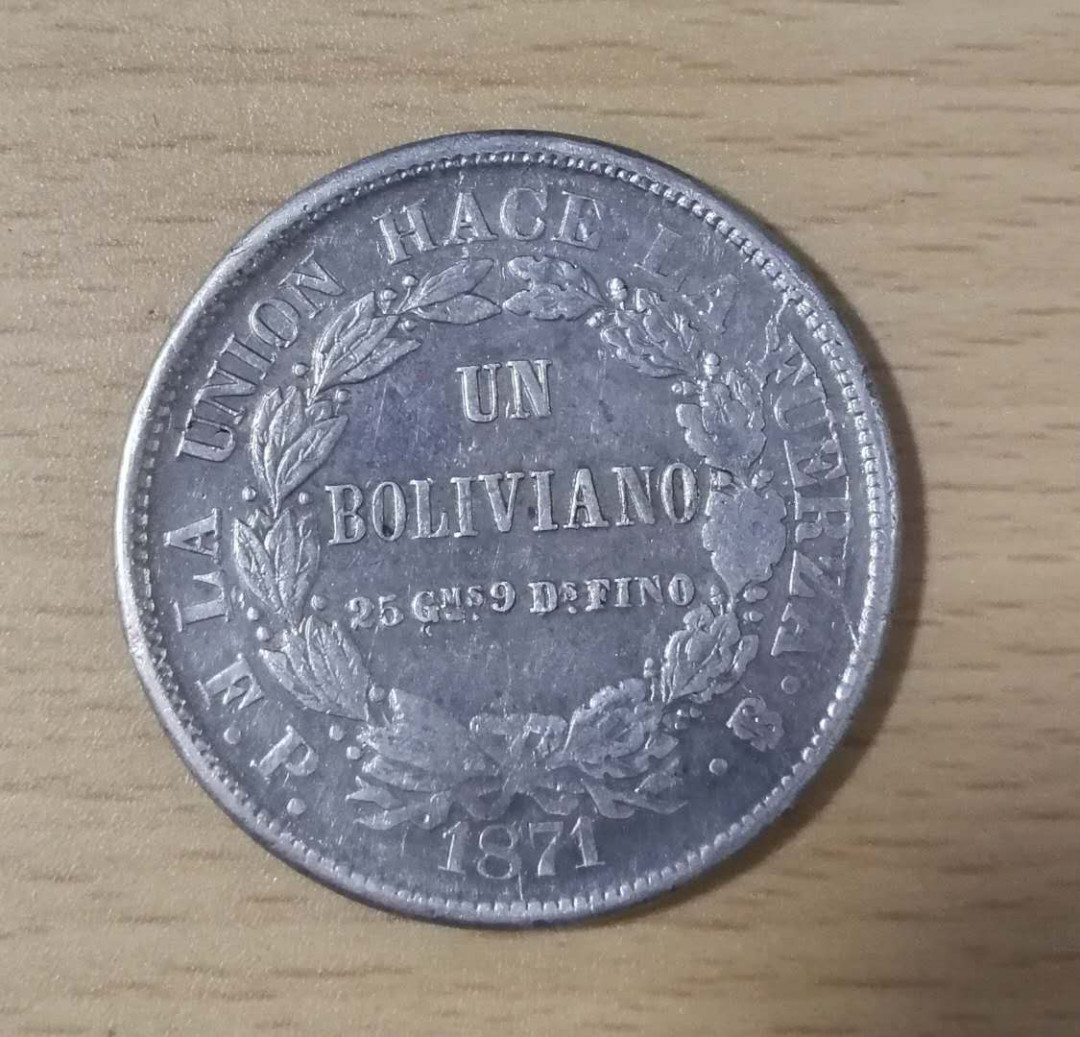 LA UNION HACE LA FUERZA.
UN
BOLIVIANO
25 GMS 9 DS FINO
F.P.
1871